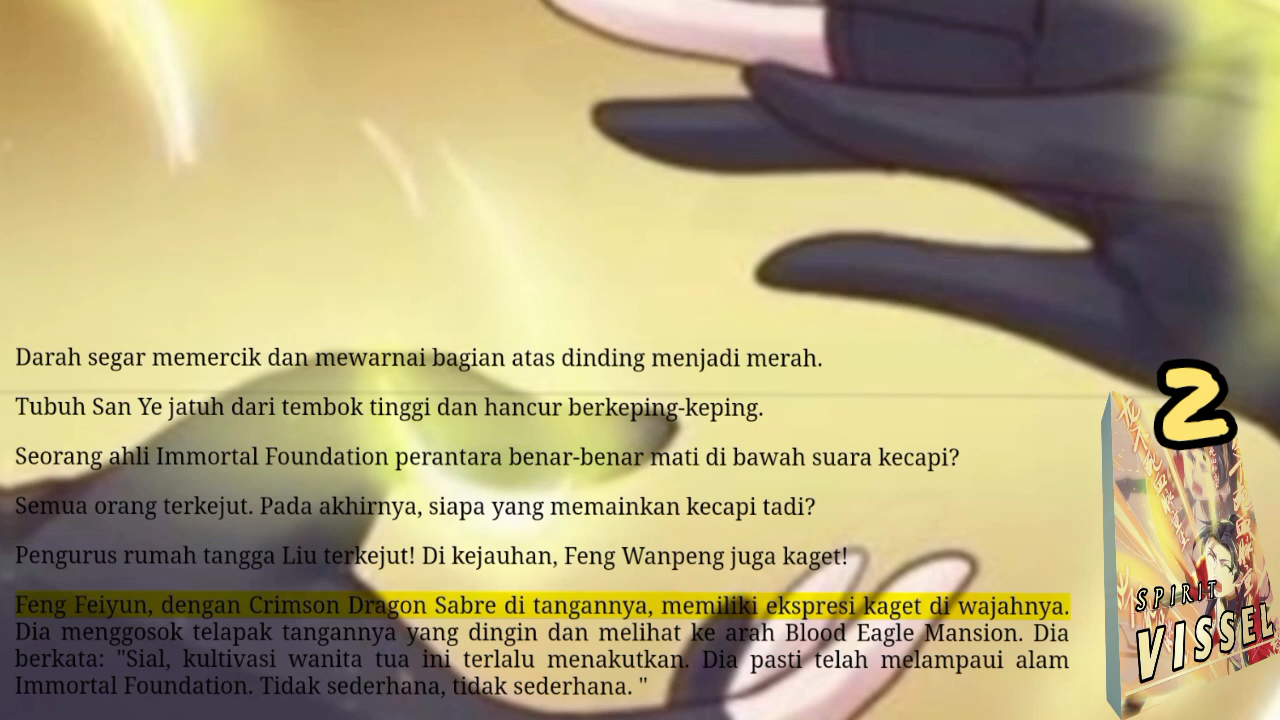 Darah segar memercik dan mewarnai bagian atas dinding menjadi merah.
Tubuh San Ye jatuh dari tembok tinggi dan hancur berkeping-keping.
Seorang ahli Immortal Foundation perantara benar-benar mati di bawah suara kecapi?
Semua orang terkejut. Pada akhirnya, siapa yang memainkan kecapi tadi?
Pengurus rumah tangga Liu terkejut! Di kejauhan, Feng Wanpeng juga kaget!
Feng Feiyun, dengan Crimson Dragon Sabre di tangannya, memiliki ekspresi kaget di wajahnya.
Dia menggosok telapak tangannya yang dingin dan melihat ke arah Blood Eagle Mansion. Dia
berkata: "Sial, kultivasi wanita tua ini terlalu menakutkan. Dia pasti telah melampaui alam
Immortal Foundation. Tidak sederhana, tidak sederhana. "
2
SPIRIT
VISSEL